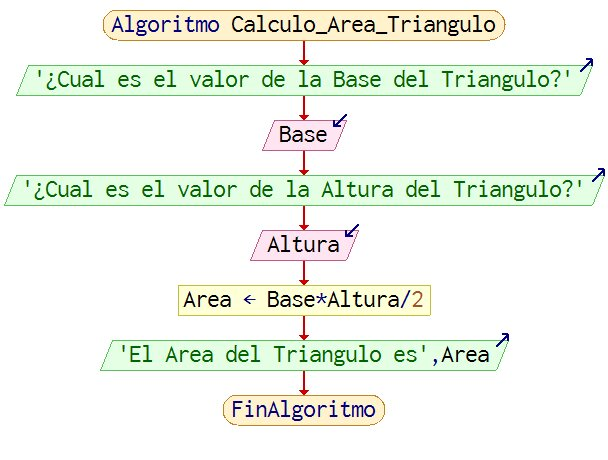 Algoritmo Calculo_Area_Triangulo
'¿Cual es el valor de la Base del Triangulo?'
Base
'¿Cual es el valor de la Altura del Triangulo?'
Altura
Area ← Base*Altura/2
'El Area del Triangulo es',Area
FinAlgoritmo